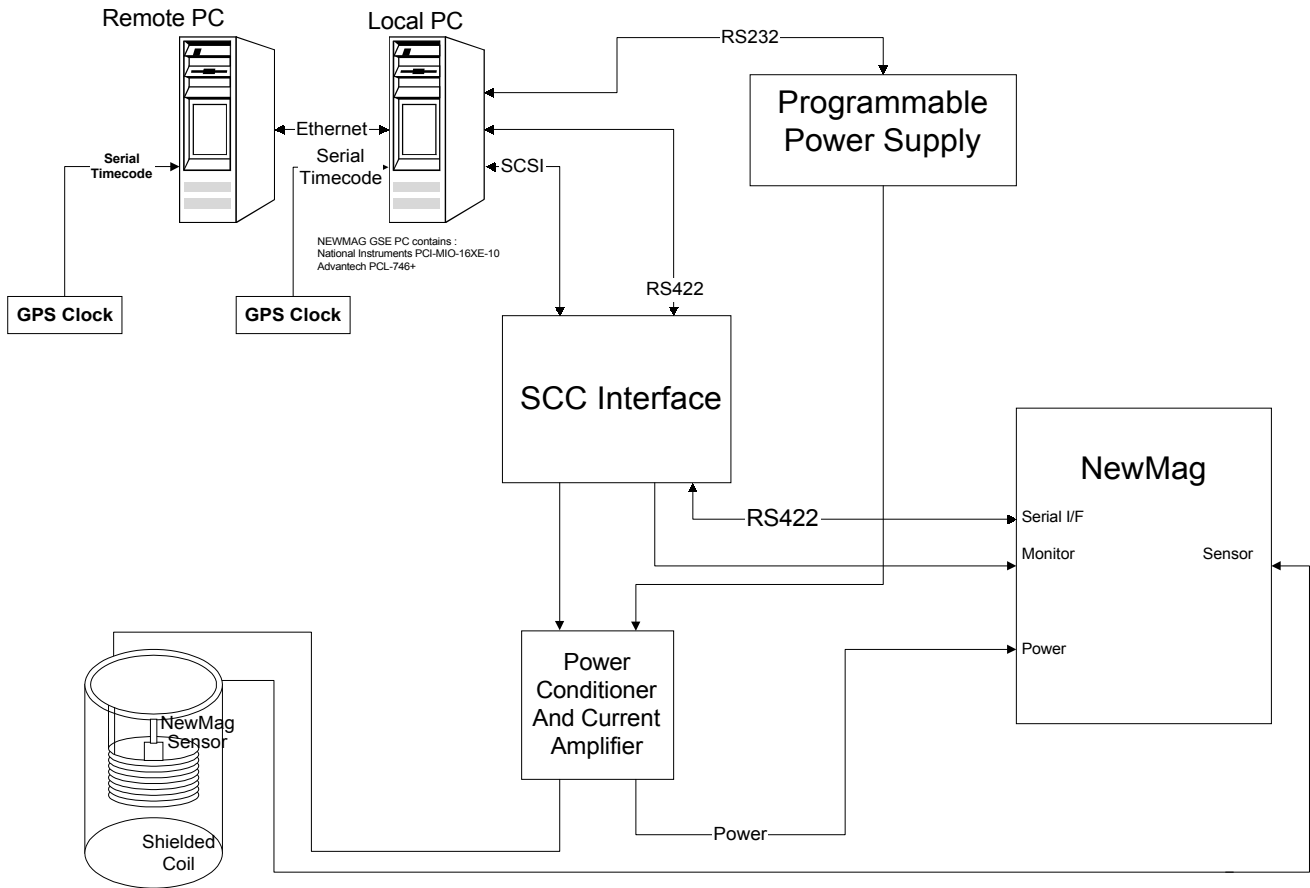 Remote PC
Local PC
RS232
Programmable
Power Supply
Ethernet
Serial
Timecode
Serial
Timecode
SCSI
NEWMAG GSE PC contains :
National Instruments PCI-MIO-16XE-10
Advantech PCL-746+
RS422
GPS Clock
GPS Clock
SCC Interface
NewMag
RS422
Serial I/F
Monitor
Sensor
Power
Power
Conditioner
And Current
Amplifier
NewMag
Sensor
Power
Shielded
Coil